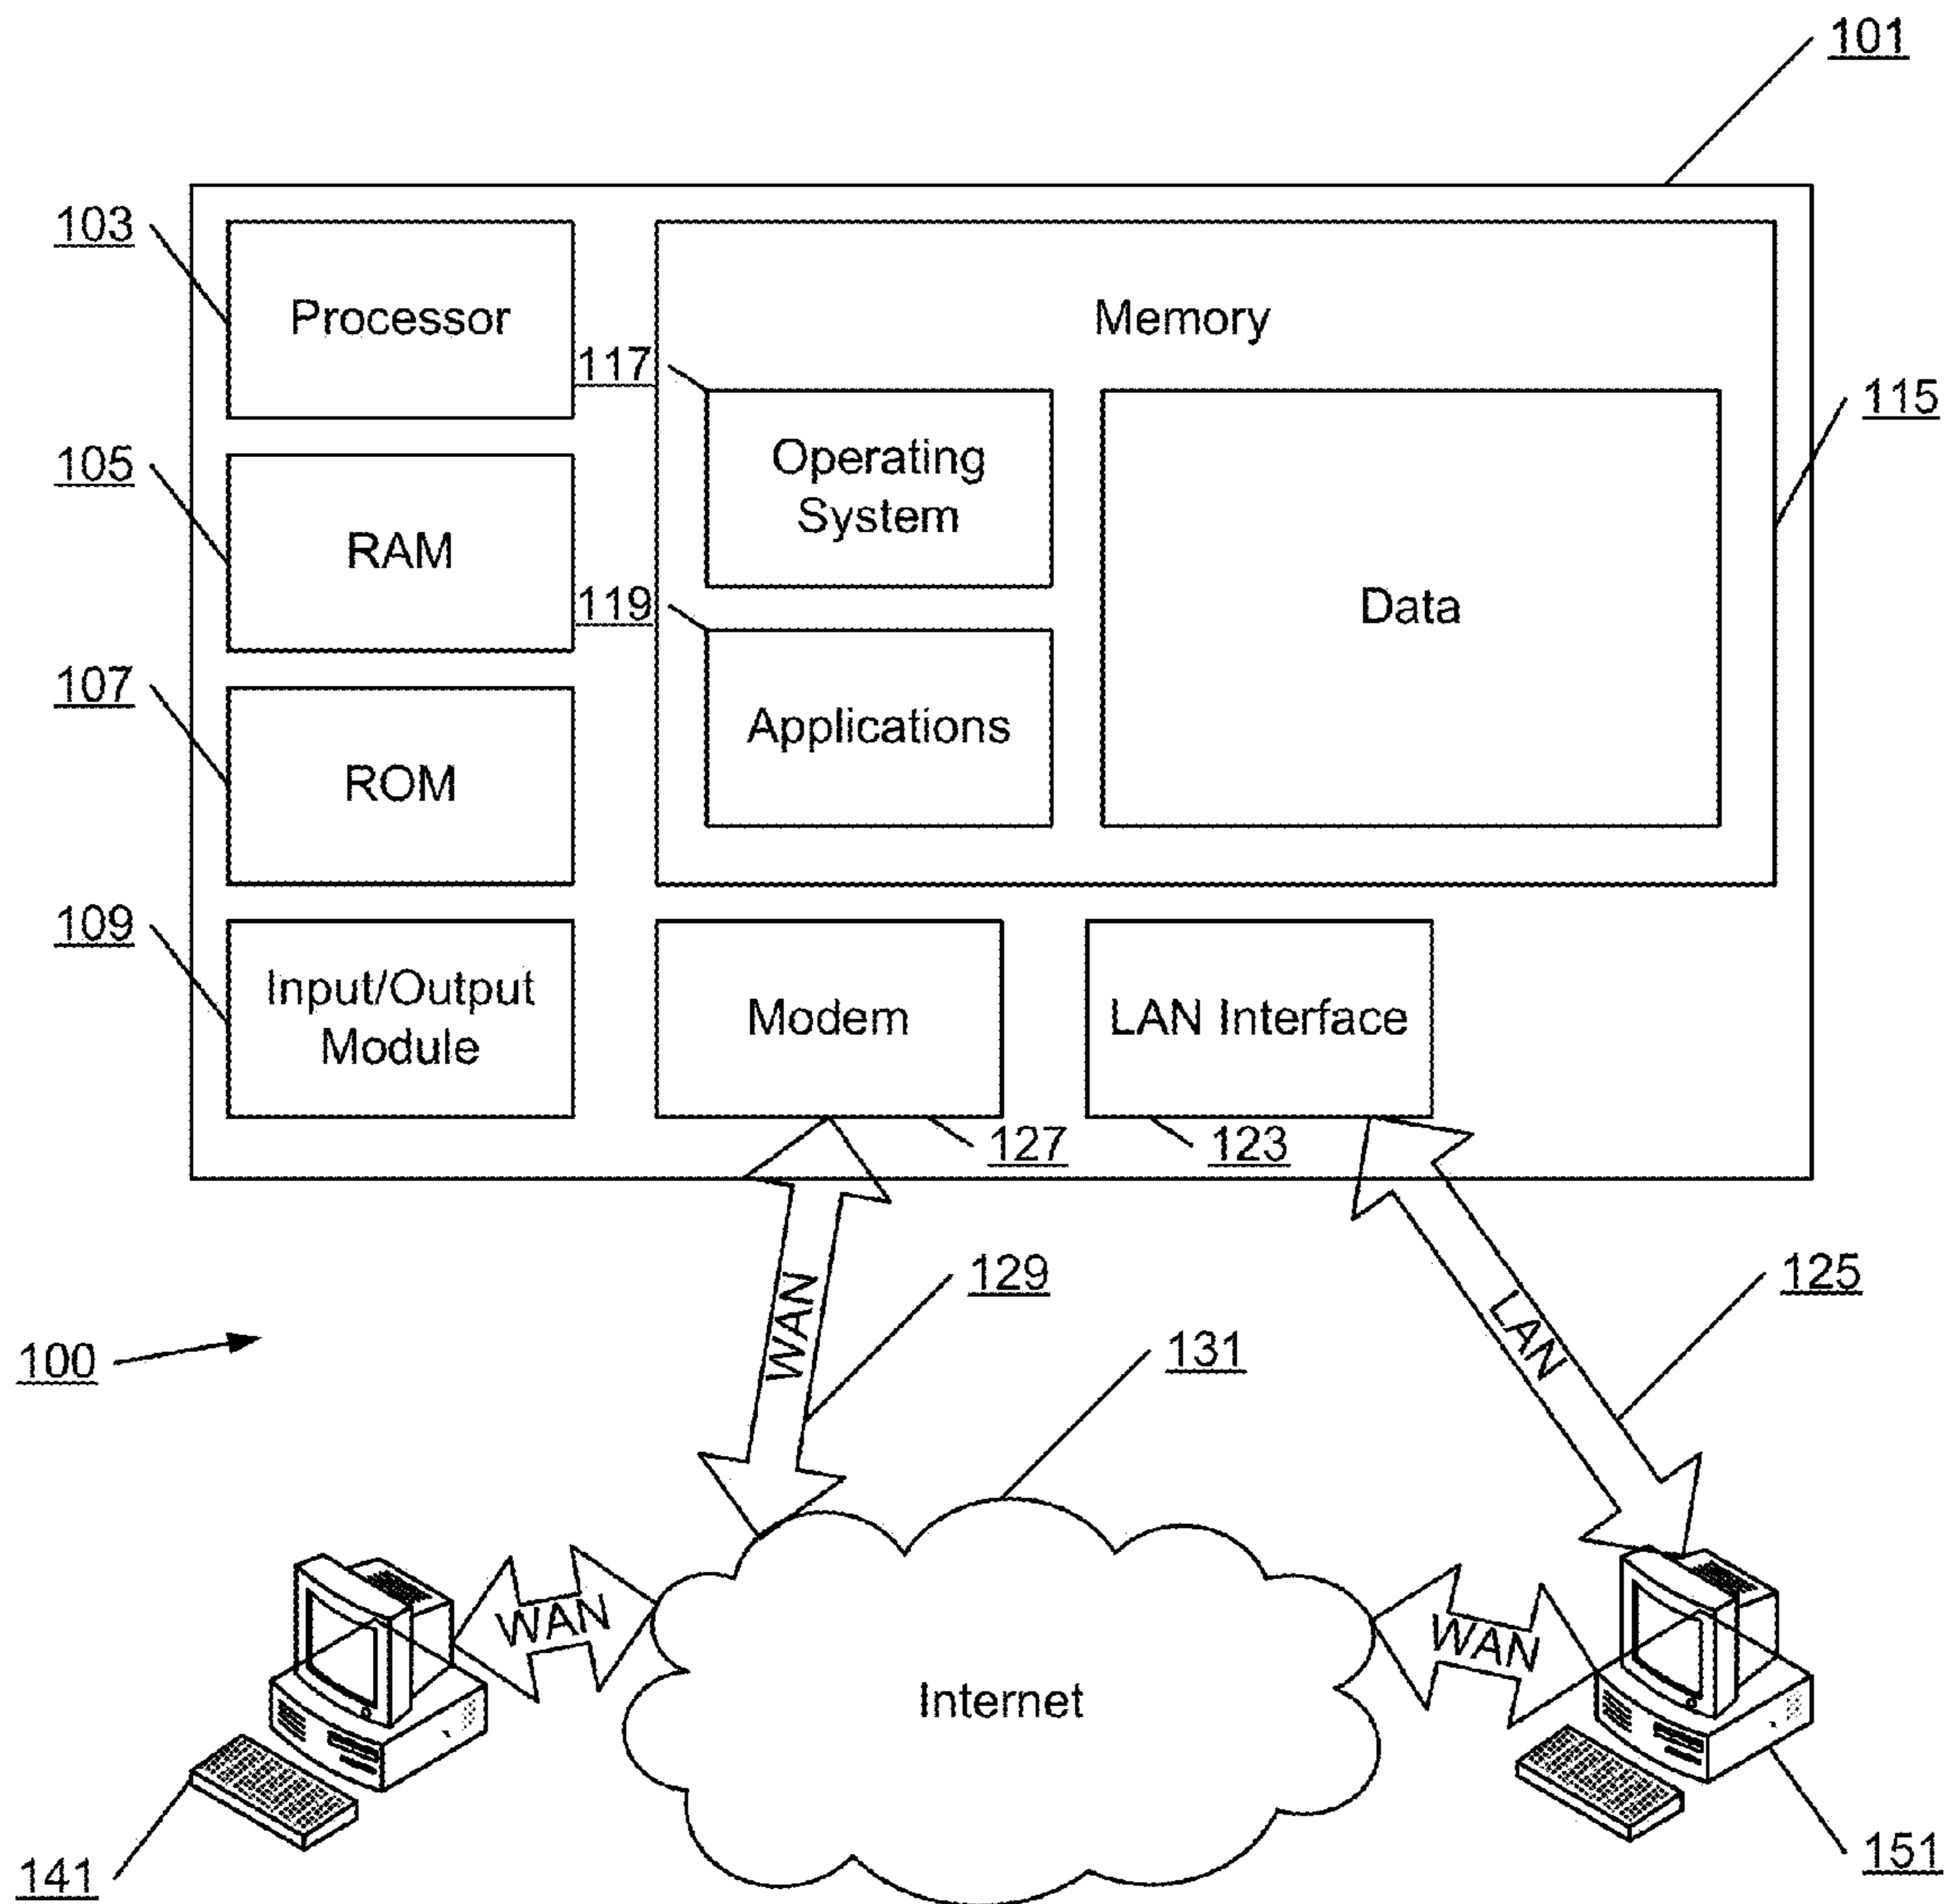 101
103
Processor
Memory
117
115
105
Operating
System
RAM
119
Data
107
Applications
ROM
109
Input/Output
Module
Modem
LAN Interface
127
123
129
125
WAN
LAN
100
131
WAN
WAN
Internet
141
151